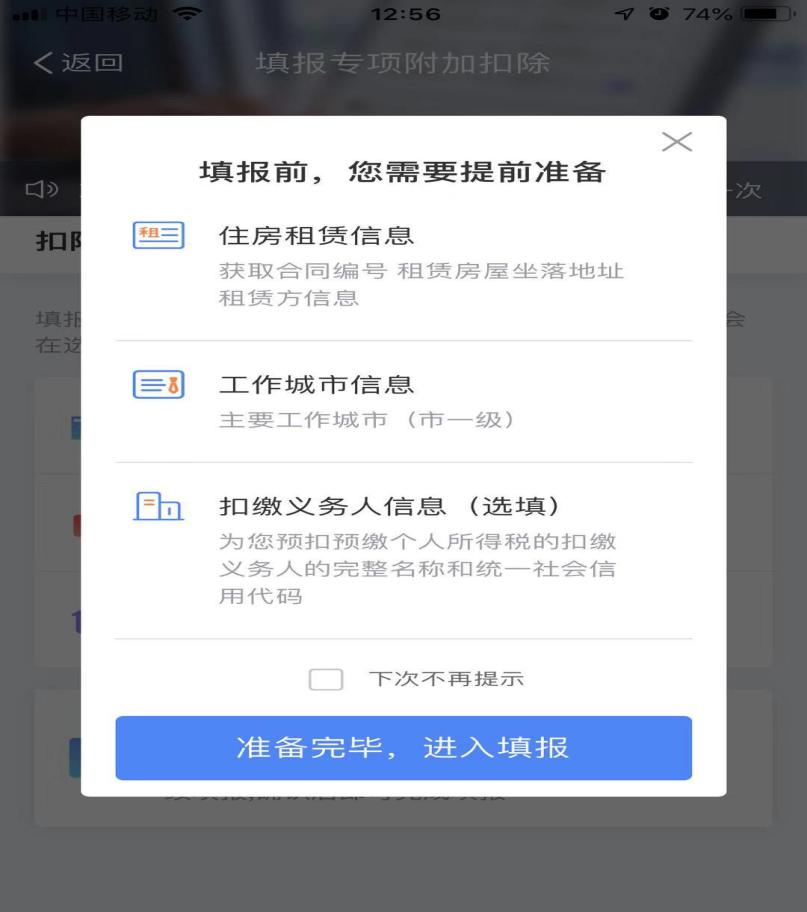 中国移动
12:56
74%
返回
填报专项附加扣除
填报前，您需要提前准备
次
扣
租
住房租赁信息
获取合同编号 租赁房屋坐落地址
租赁方信息
填报
会
在选
工作城市信息
主要工作城市（市一级）
扣缴义务人信息（选填）
为您预扣预缴个人所得税的扣缴
义务人的完整名称和统一社会信
用代码
下次不再提示
准备完毕，进入填报